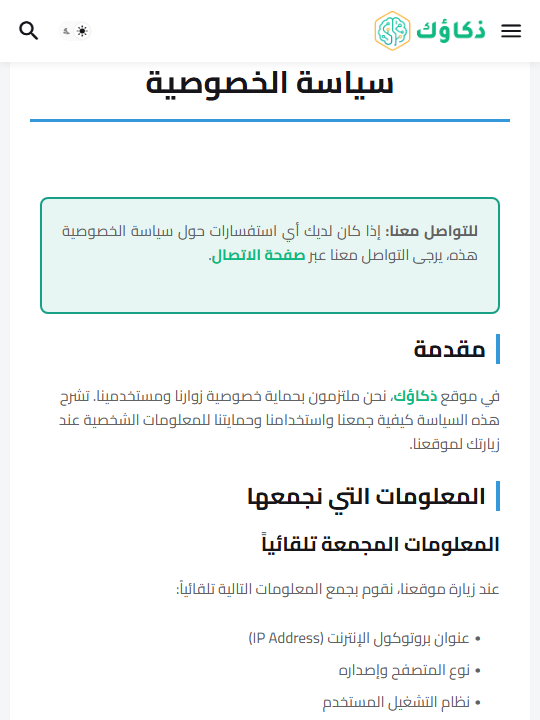 ذكاؤك
سياسة الخصوصية
للتواصل معنا: إذا كان لديك أي استفسارات حول سياسة الخصوصية
هذه، يرجى التواصل معنا عبر صفحة الاتصال.
مقدمة
في موقع ذكاؤك، نحن ملتزمون بحماية خصوصية زوارنا ومستخدمينا. تشرح
هذه السياسة كيفية جمعنا واستخدامنا وحمايتنا للمعلومات الشخصية عند
زيارتك لموقعنا.
المعلومات التي نجمعها
المعلومات المجمعة تلقائياً
عند زيارة موقعنا، نقوم بجمع المعلومات التالية تلقائياً:
• عنوان بروتوكول الإنترنت (IP Address)
• نوع المتصفح وإصداره
• نظام التشغيل المستخدم